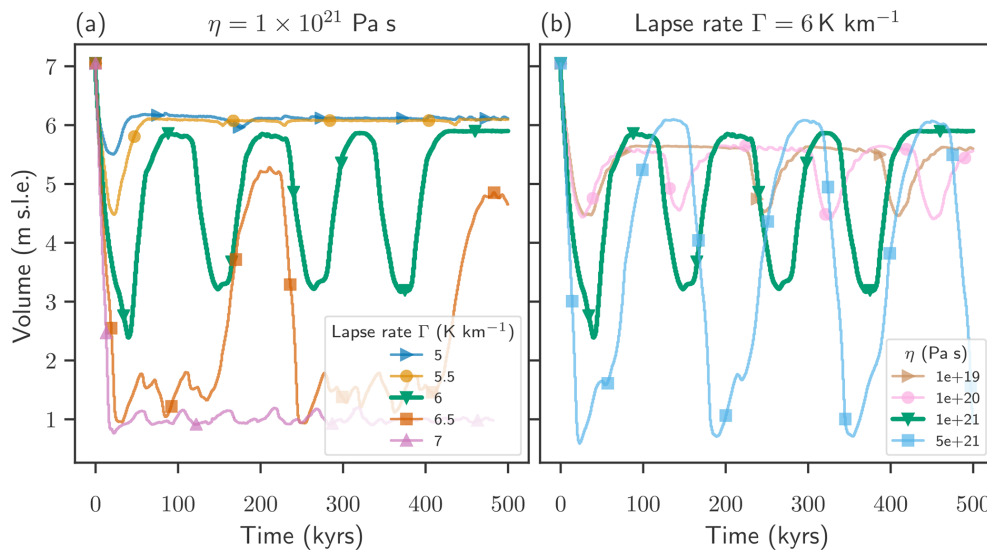 (a) η = 1 × 10²¹ Pa s
(b) Lapse rate Γ = 6 K km⁻¹
Volume (m s.l.e.)
7
6
5
4
3
2
1
Lapse rate Γ (K km⁻¹)
5
5.5
6
6.5
7
η (Pa s)
1e+19
1e+20
1e+21
5e+21
0 100 200 300 400 500
0 100 200 300 400 500
Time (kyrs)
Time (kyrs)